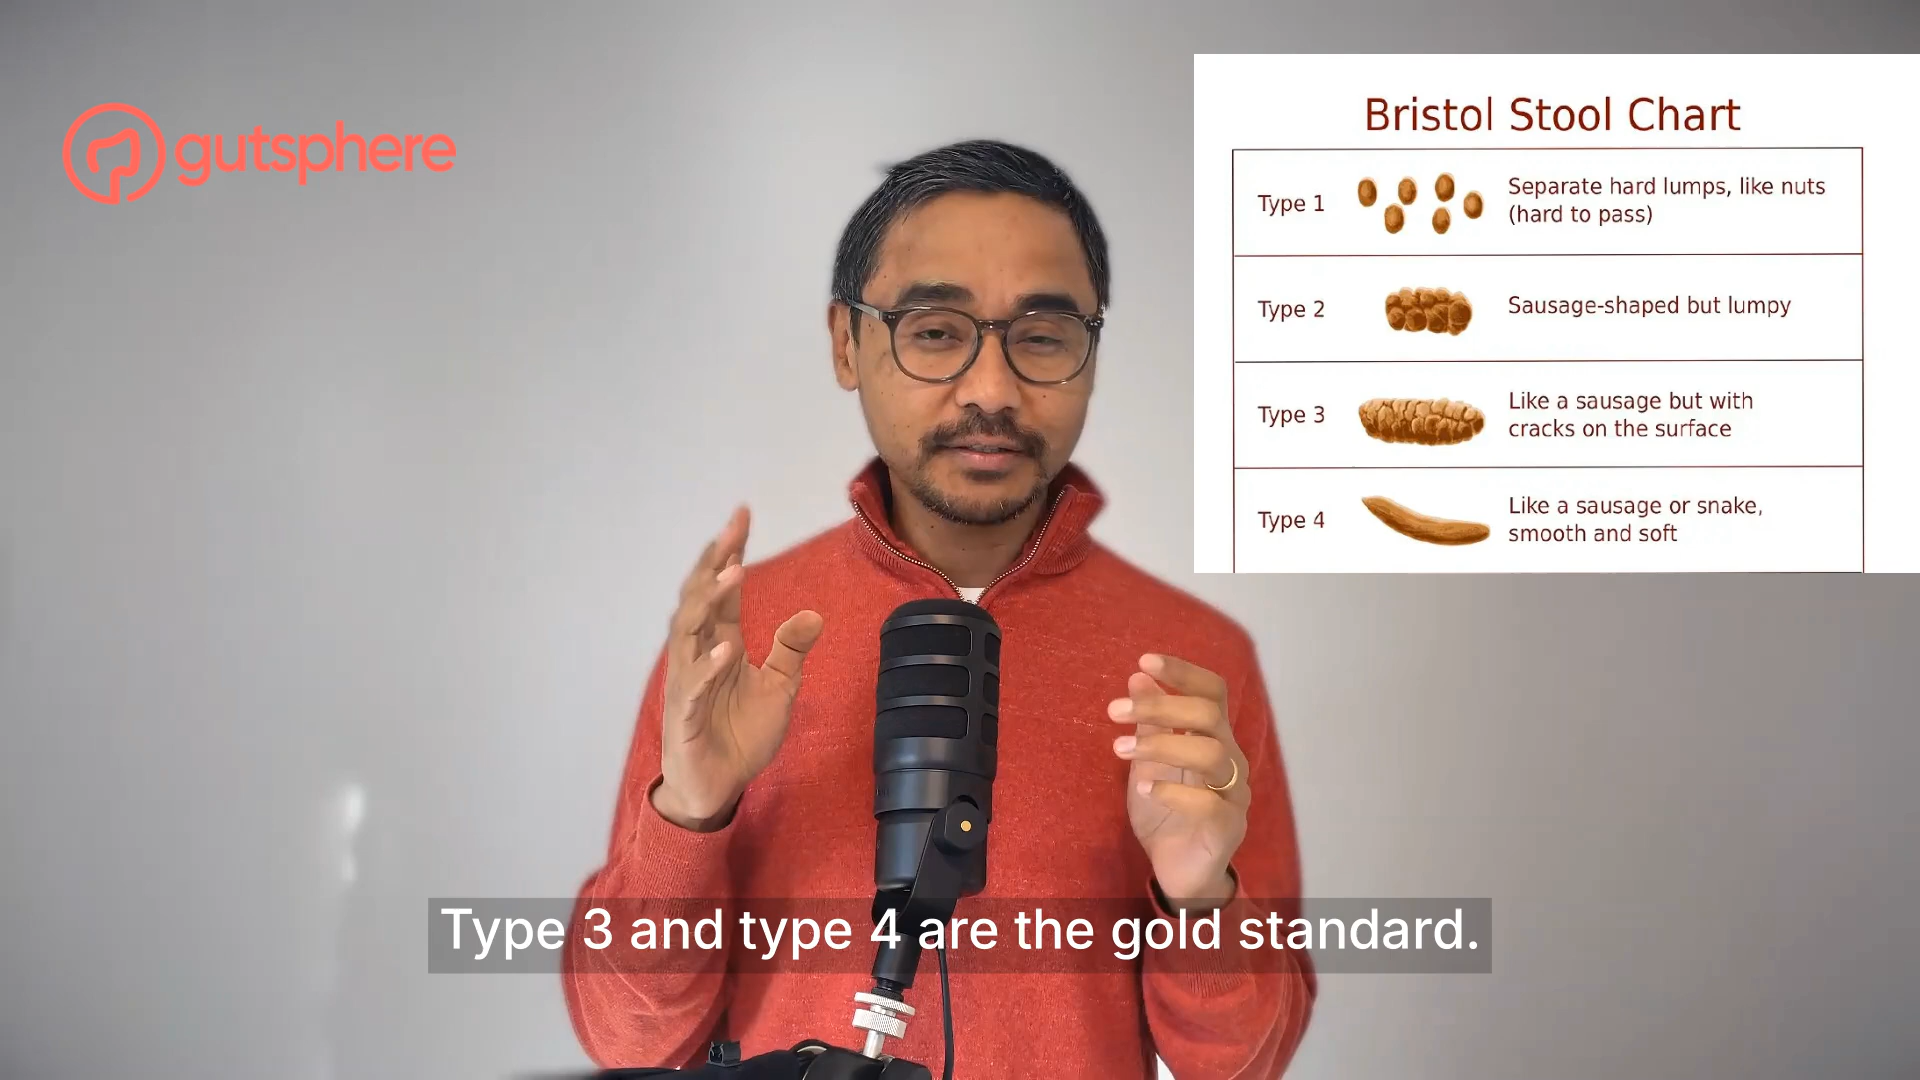 gutsphere
Bristol Stool Chart
Type 1
Separate hard lumps, like nuts
(hard to pass)
Type 2
Sausage-shaped but lumpy
Type 3
Like a sausage but with
cracks on the surface
Type 4
Like a sausage or snake,
smooth and soft
Type 3 and type 4 are the gold standard.